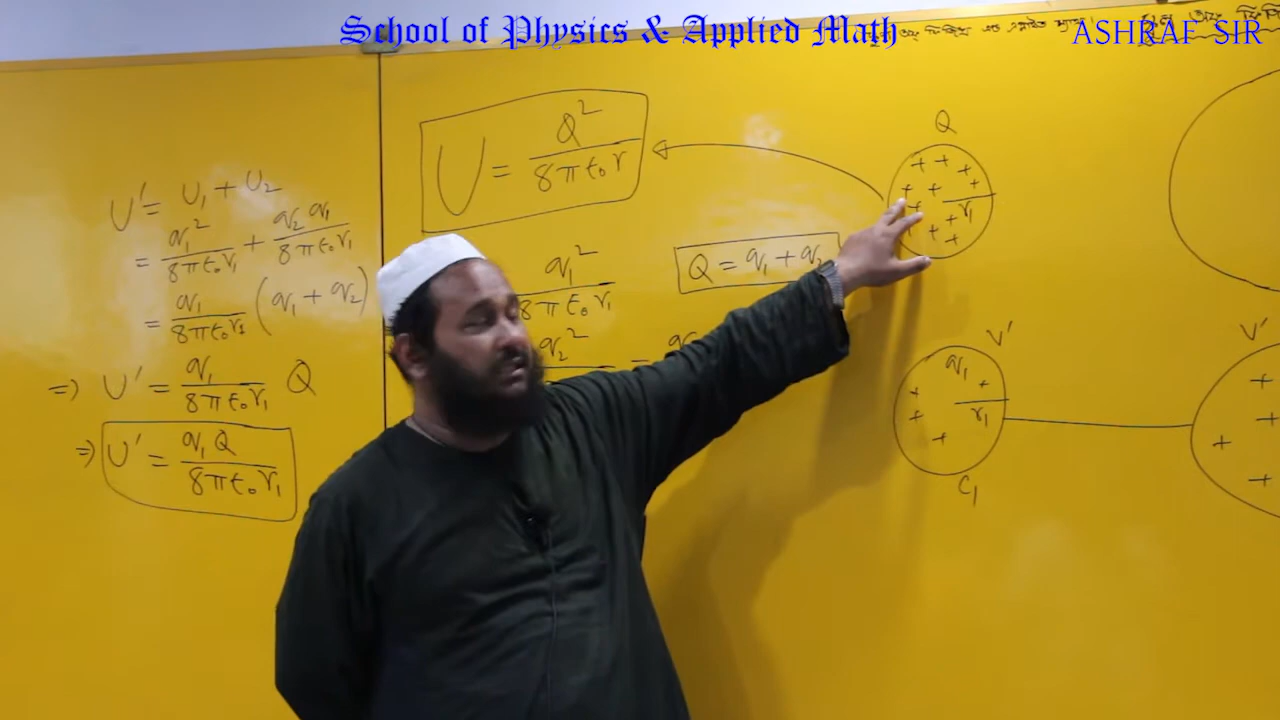 School of Physics & Applied Math
ASHRAF SIR
U' = U₁ + U₂
= q₁²/8πε₀r₁ + q₂q₁/8πε₀r₁
= q₁/8πε₀r₁ (q₁ + q₂)
=> U' = q₁/8πε₀r₁ Q
=> U' = q₁Q/8πε₀r₁
U = Q²/8πε₀r
q₁²/8πε₀r₁
q₂² =
Q = q₁ + q₂
Q
+ + + + + + + + + + +
r₁
V'
q₁
+ + + +
r₁
C₁
V'
+ + + +